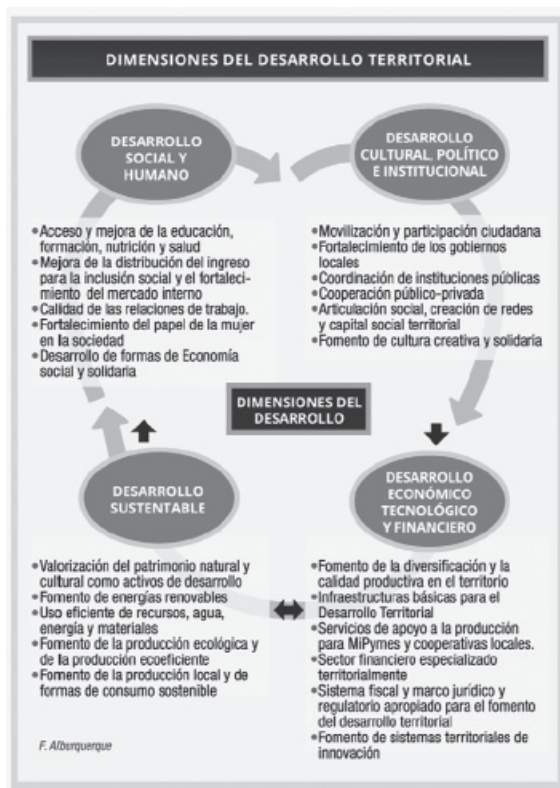 DIMENSIONES DEL DESARROLLO TERRITORIAL
DESARROLLO
SOCIAL Y
HUMANO
•Acceso y mejora de la educación,
formación, nutrición y salud
•Mejora de la distribución del ingreso
para la inclusión social y el fortaleci-
miento del mercado interno
•Calidad de las relaciones de trabajo.
•Fortalecimiento del papel de la mujer
en la sociedad
•Desarrollo de formas de Economía
social y solidaria
DESARROLLO
CULTURAL, POLÍTICO
E INSTITUCIONAL
•Movilización y participación ciudadana
•Fortalecimiento de los gobiernos
locales
•Coordinación de instituciones públicas
•Cooperación público-privada
•Articulación social, creación de redes
y capital social territorial
•Fomento de cultura creativa y solidaria
DIMENSIONES DEL
DESARROLLO
DESARROLLO
SUSTENTABLE
•Valorización del patrimonio natural y
cultural como activos de desarrollo
•Fomento de energías renovables
•Uso eficiente de recursos, agua,
energía y materiales
•Fomento de la producción ecológica y
de la producción ecoeficiente
•Fomento de la producción local y de
formas de consumo sostenible
DESARROLLO
ECONÓMICO
TECNOLÓGICO
Y FINANCIERO
•Fomento de la diversificación y la
calidad productiva en el territorio
•Infraestructuras básicas para el
Desarrollo Territorial
•Servicios de apoyo a la producción
para MiPymes y cooperativas locales.
•Sector financiero especializado
territorialmente
•Sistema fiscal y marco jurídico y
regulatorio apropiado para el fomento
del desarrollo territorial
•Fomento de sistemas territoriales de
innovación
F. Alburquerque